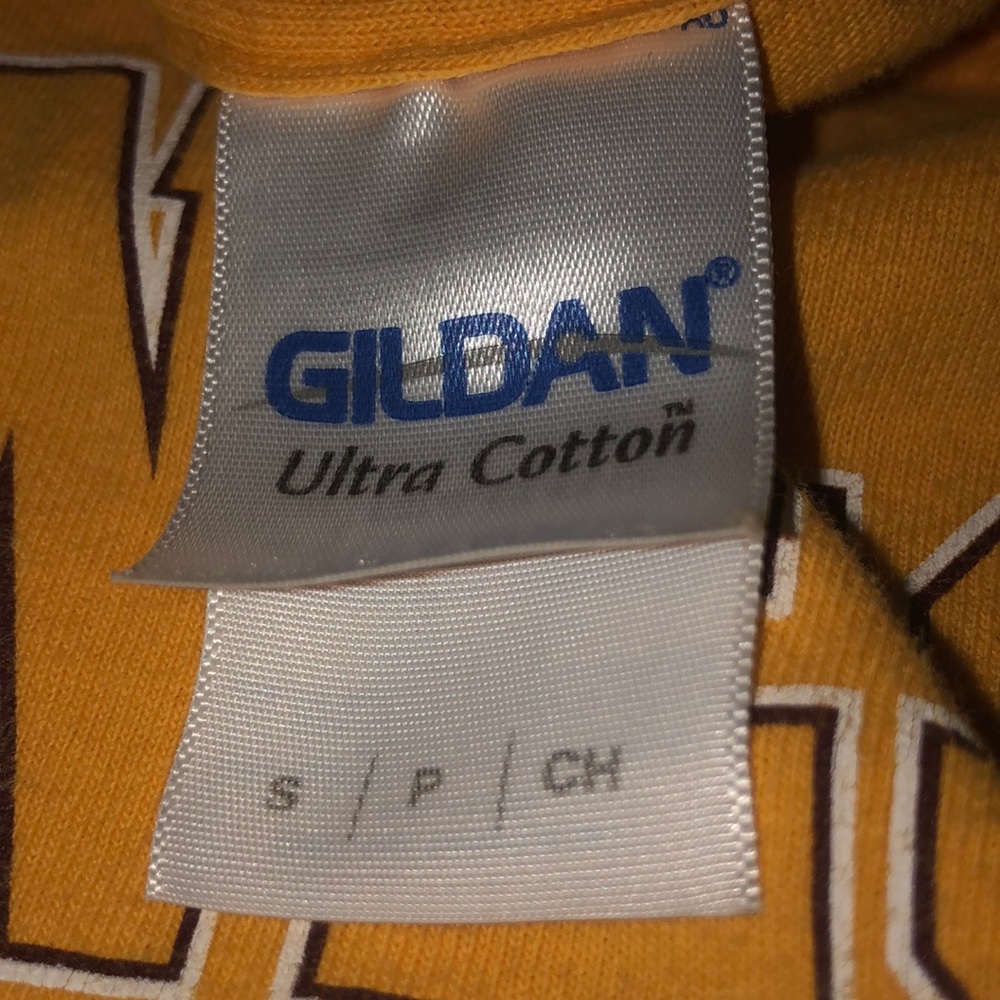 GILDAN®
Ultra Cotton™
S / P / CH